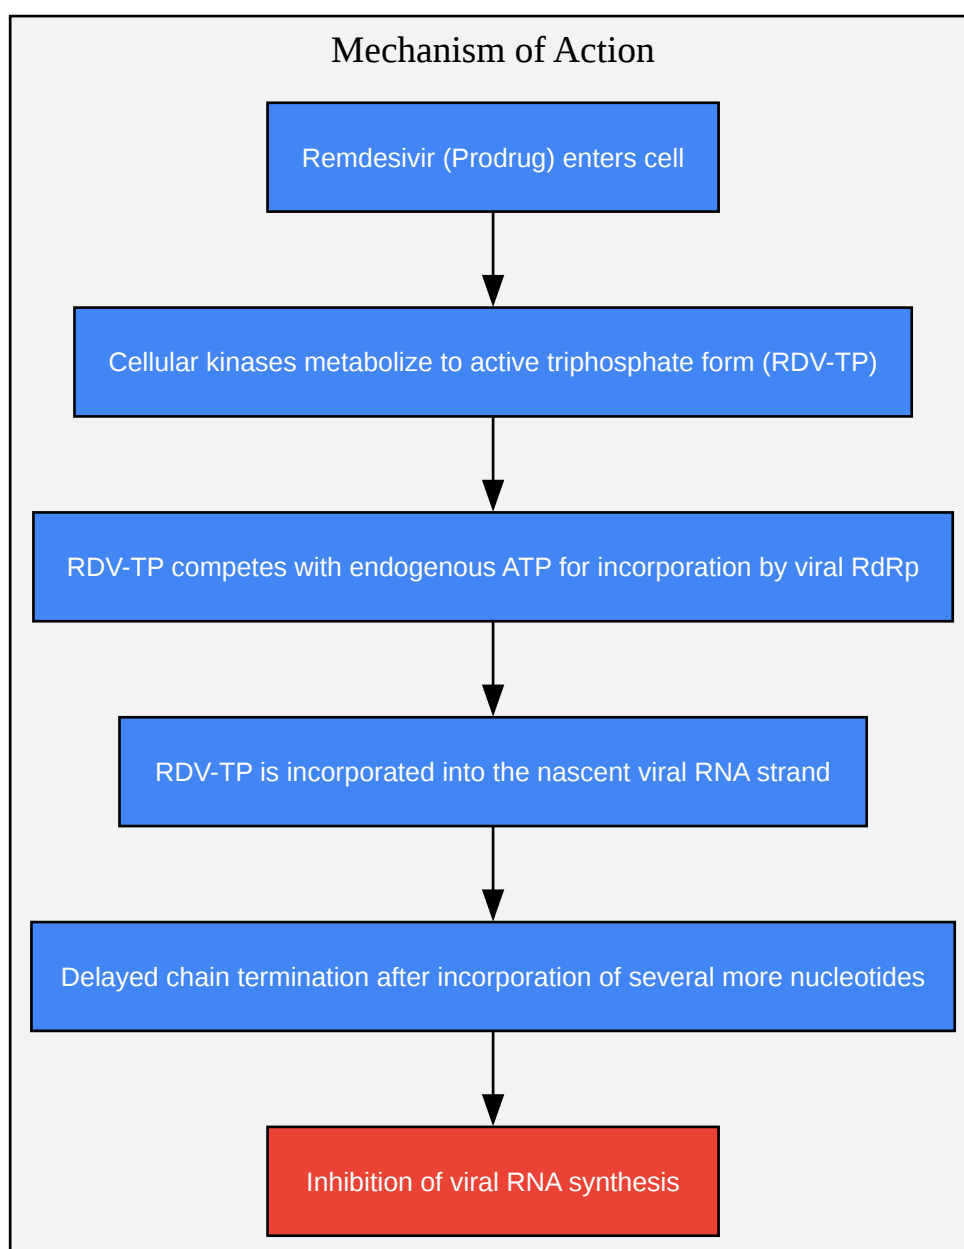 Mechanism of Action
Remdesivir (Prodrug) enters cell
Cellular kinases metabolize to active triphosphate form (RDV-TP)
RDV-TP competes with endogenous ATP for incorporation by viral RdRp
RDV-TP is incorporated into the nascent viral RNA strand
Delayed chain termination after incorporation of several more nucleotides
Inhibition of viral RNA synthesis